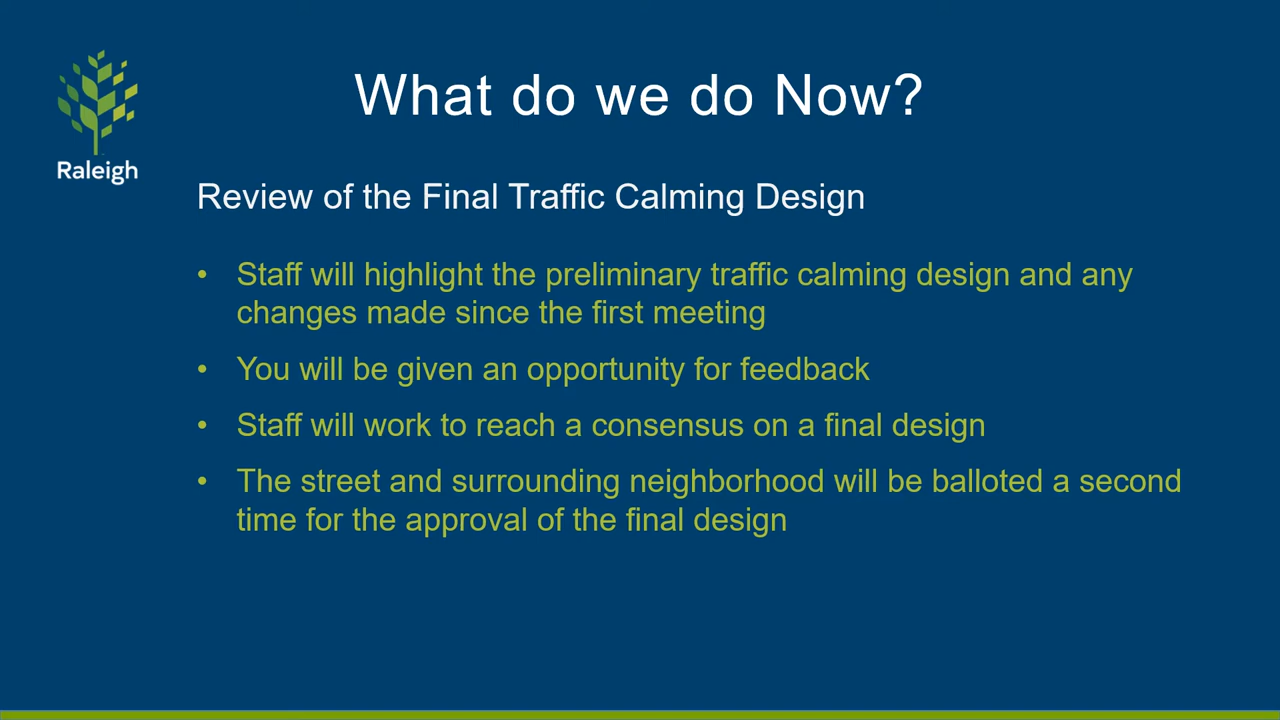 What do we do Now?
Raleigh
Review of the Final Traffic Calming Design
• Staff will highlight the preliminary traffic calming design and any
changes made since the first meeting
• You will be given an opportunity for feedback
• Staff will work to reach a consensus on a final design
• The street and surrounding neighborhood will be balloted a second
time for the approval of the final design